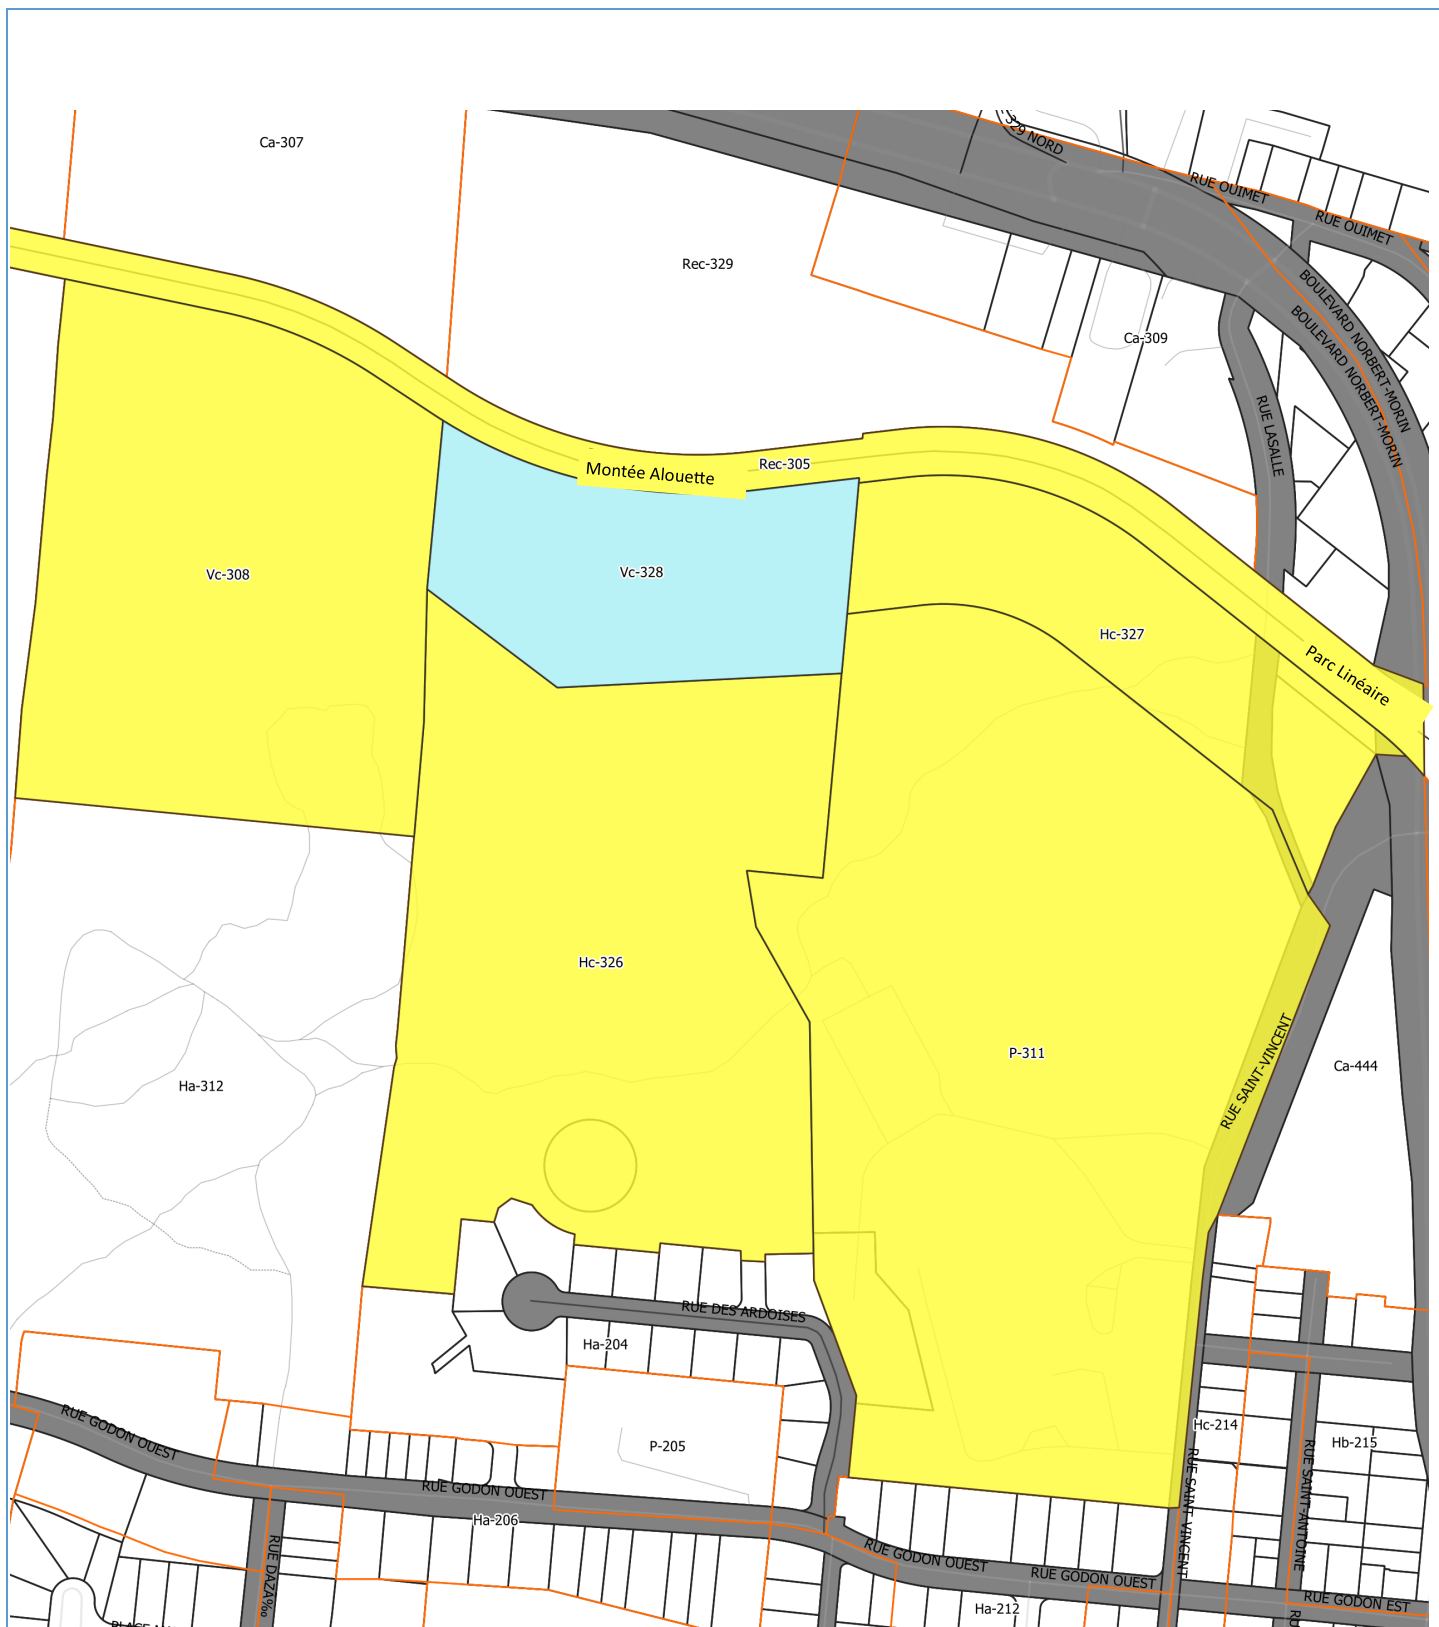 Ca-307
329 NORD
RUE OUIMET
RUE OUIMET
Rec-329
BOULEVARD NORBERT-MORIN
BOULEVARD NORBERT-MORIN
Ca-309
RUE LASALLE
Rec-305
Montée Alouette
Vc-308
Vc-328
Hc-327
Parc Linéaire
Hc-326
P-311
RUE SAINT-VINCENT
Ca-444
Ha-312
RUE DES ARDOISES
Ha-204
RUE GODON OUEST
P-205
Hc-214
Hb-215
RUE SAINT-VINCENT
RUE SAINT-ANTOINE
RUE GODON OUEST
Ha-206
RUE DAZA‰
RUE GODON OUEST
RUE GODON OUEST
RUE GODON EST
Ha-212
RU